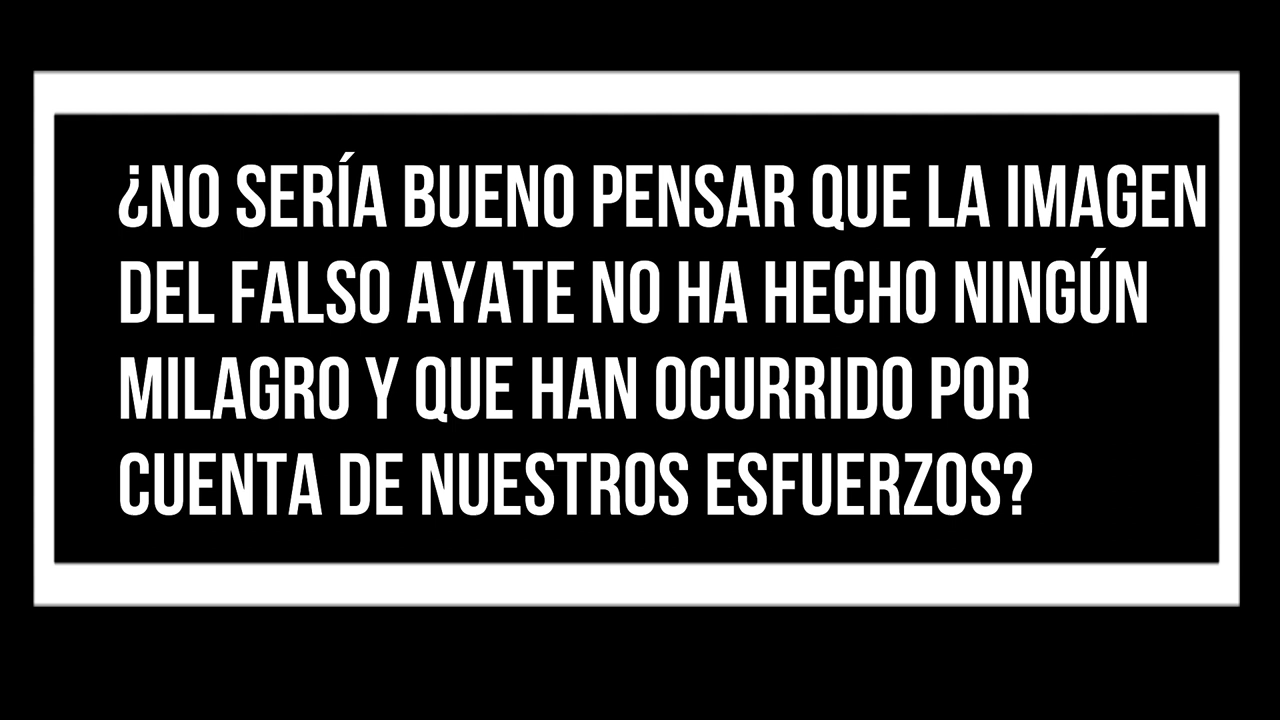 ¿NO SERÍA BUENO PENSAR QUE LA IMAGEN
DEL FALSO AYATE NO HA HECHO NINGÚN
MILAGRO Y QUE HAN OCURRIDO POR
CUENTA DE NUESTROS ESFUERZOS?